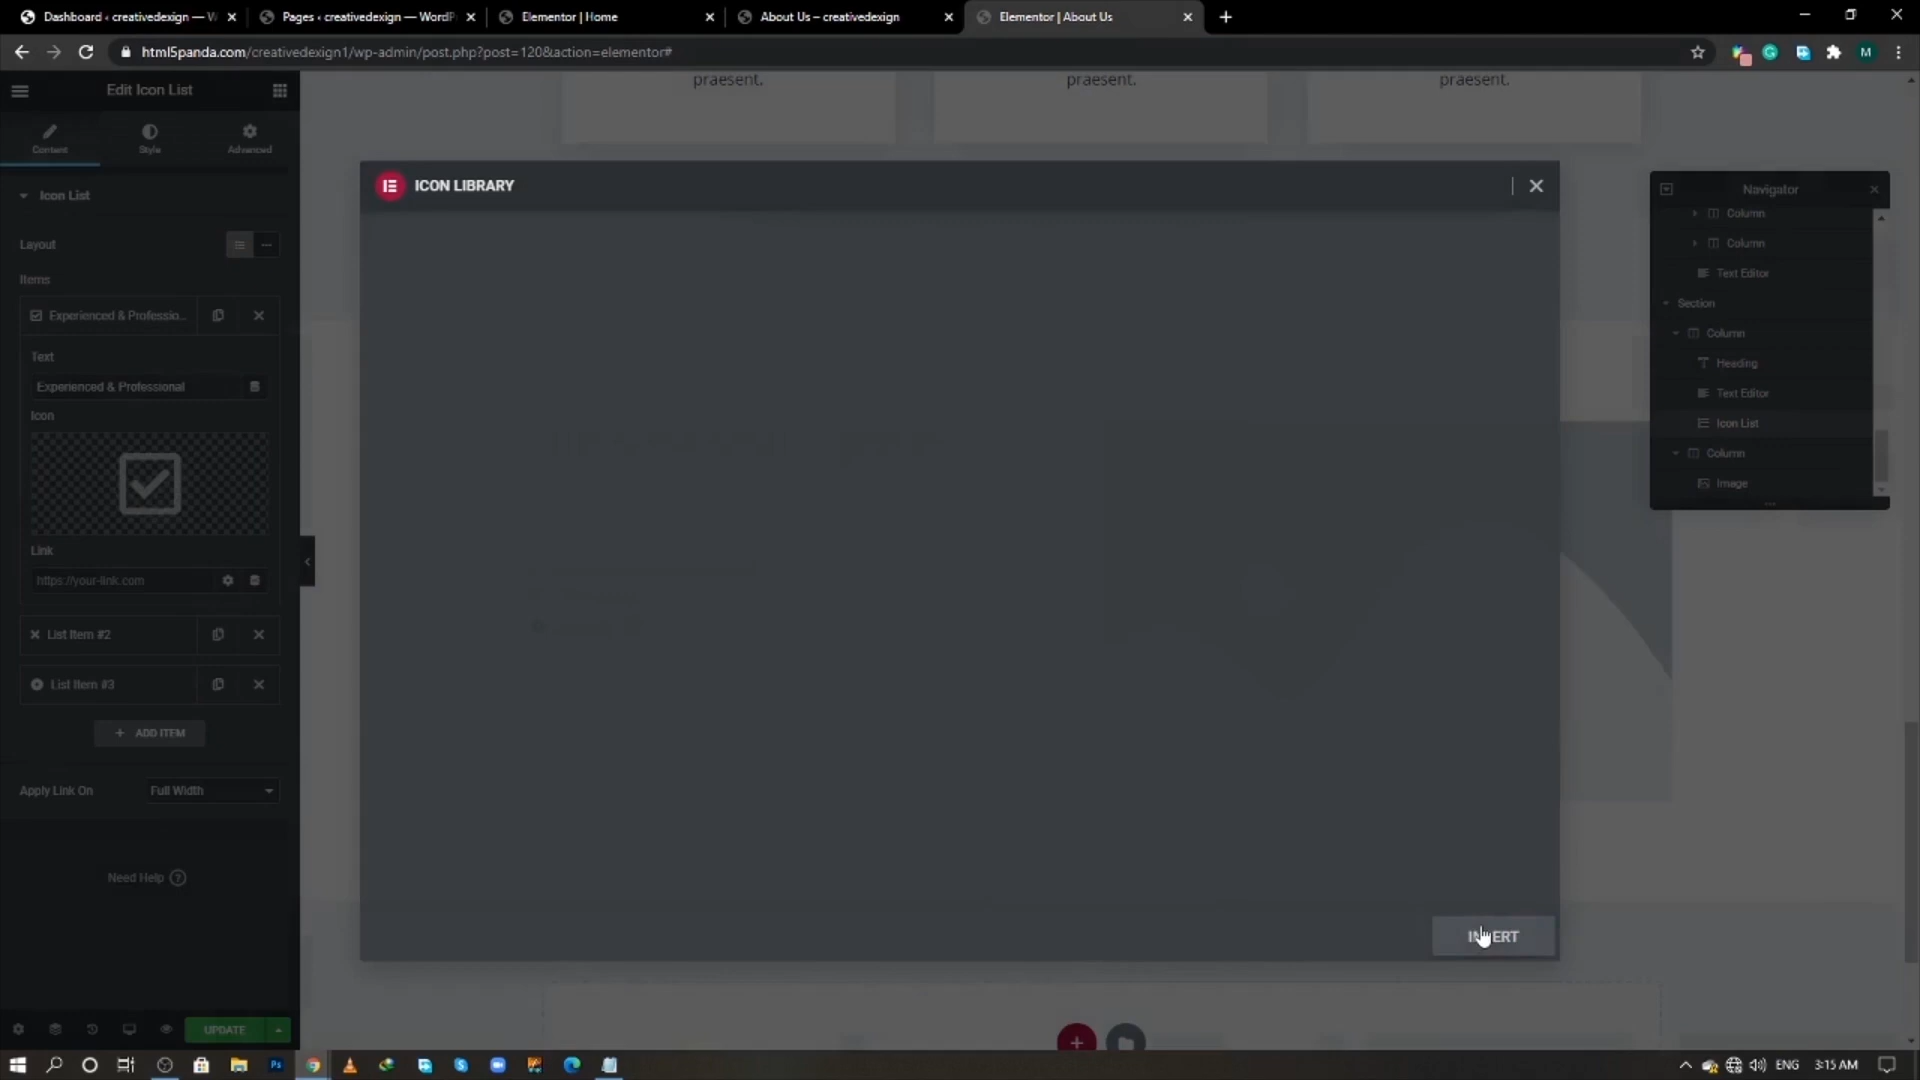 Dashboard ‹ creativedexign — W
Pages ‹ creativedexign — WordP
Elementor | Home
About Us – creativedexign
Elementor | About Us
html5panda.com/creativedexign1/wp-admin/post.php?post=120&action=elementor#
M
Edit Icon List
Content
Style
Advanced
Icon List
Layout
Items
Experienced & Professio...
Text
Experienced & Professional
Icon
Link
https://your-link.com
List Item #2
List Item #3
ADD ITEM
Apply Link On
Full Width
Need Help
UPDATE
praesent.
praesent.
praesent.
ICON LIBRARY
INSERT
Navigator
Column
Column
Text Editor
Section
Column
Heading
Text Editor
Icon List
Column
Image
ENG
3:15 AM